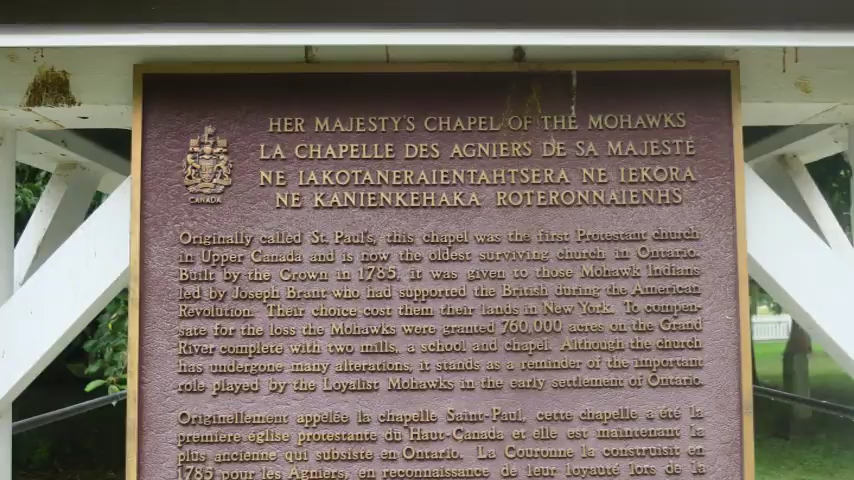 HER MAJESTY'S CHAPEL OF THE MOHAWKS
LA CHAPELLE DES AGNIERS DE SA MAJESTÉ
NE IAKOTANERAIENTAHTSERA NE IEKORA
NE KANIENKEHAKA ROTERONNAIENHS
CANADA
Originally called St. Paul's, this chapel was the first Protestant church
in Upper Canada and is now the oldest surviving church in Ontario.
Built by the Crown in 1785, it was given to those Mohawk Indians
led by Joseph Brant who had supported the British during the American
Revolution. Their choice cost them their lands in New York. To compen-
sate for the loss the Mohawks were granted 760,000 acres on the Grand
River complete with two mills, a school and chapel. Although the church
has undergone many alterations, it stands as a reminder of the important
role played by the Loyalist Mohawks in the early settlement of Ontario.
Originellement appelée la chapelle Saint-Paul, cette chapelle a été la
première église protestante du Haut-Canada et elle est maintenant la
plus ancienne qui subsiste en Ontario. La Couronne la construisit en
1785 pour les Agniers, en reconnaissance de leur loyauté lors de la